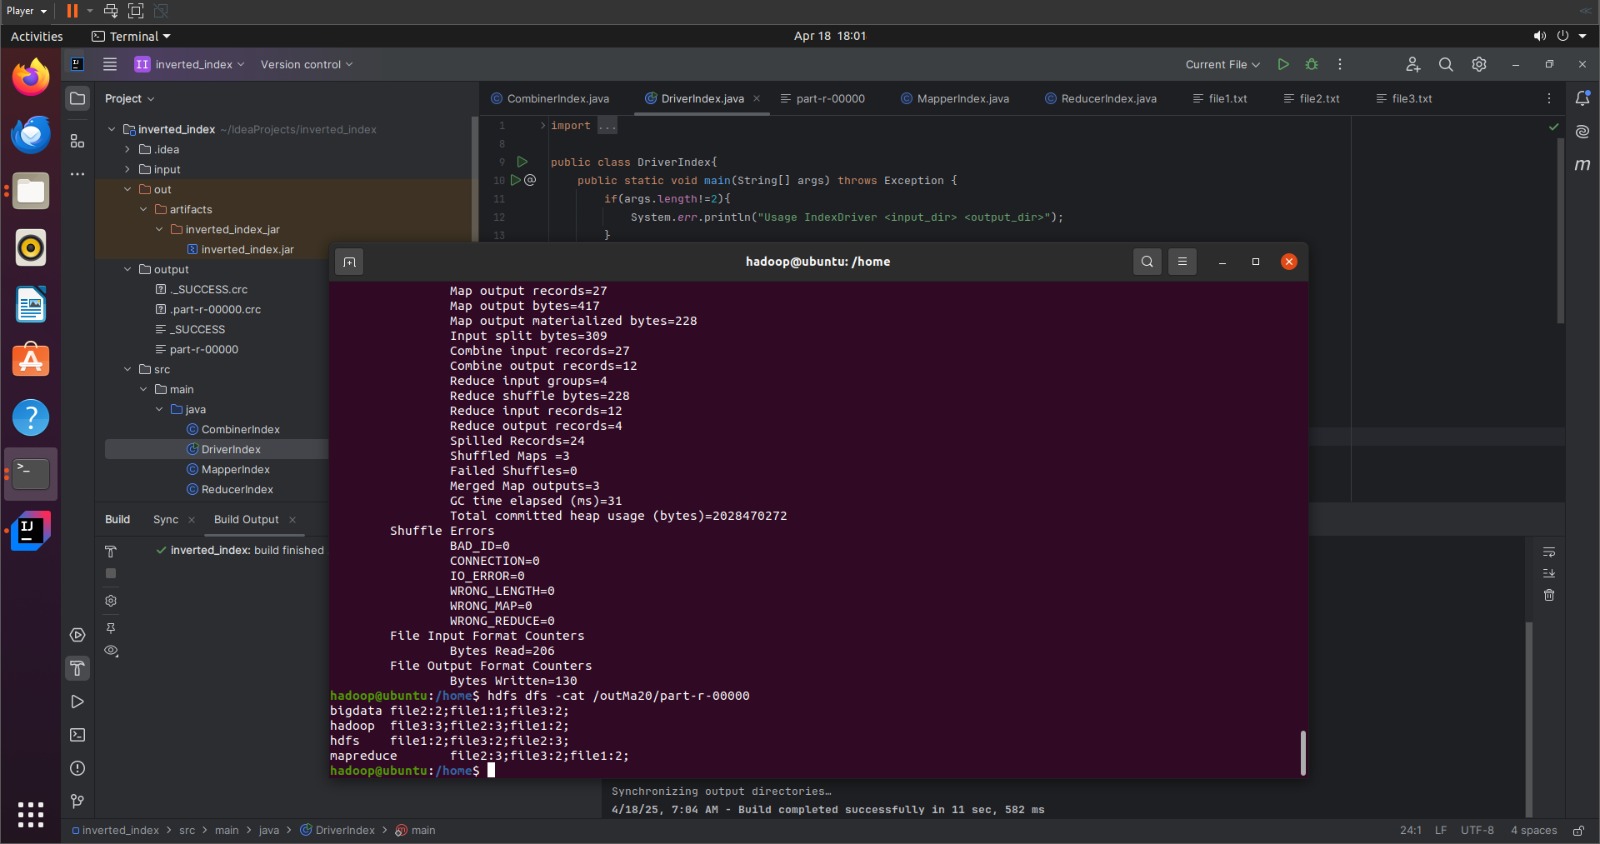 Player
Activities Terminal Apr 18 18:01
inverted_index Version control Current File
Project CombinerIndex.java DriverIndex.java part-r-00000 MapperIndex.java ReducerIndex.java file1.txt file2.txt file3.txt
inverted_index ~/IdeaProjects/inverted_index
.idea
input
out
artifacts
inverted_index_jar
inverted_index.jar
output
._SUCCESS.crc
.part-r-00000.crc
_SUCCESS
part-r-00000
src
main
java
CombinerIndex
DriverIndex
MapperIndex
ReducerIndex
1 import ...
8
9 public class DriverIndex{
10 public static void main(String[] args) throws Exception {
11 if(args.length!=2){
12 System.err.println("Usage IndexDriver <input_dir> <output_dir>");
13 }
m
hadoop@ubuntu: /home
Map output records=27
Map output bytes=417
Map output materialized bytes=228
Input split bytes=309
Combine input records=27
Combine output records=12
Reduce input groups=4
Reduce shuffle bytes=228
Reduce input records=12
Reduce output records=4
Spilled Records=24
Shuffled Maps =3
Failed Shuffles=0
Merged Map outputs=3
GC time elapsed (ms)=31
Total committed heap usage (bytes)=2028470272
Shuffle Errors
BAD_ID=0
CONNECTION=0
IO_ERROR=0
WRONG_LENGTH=0
WRONG_MAP=0
WRONG_REDUCE=0
File Input Format Counters
Bytes Read=206
File Output Format Counters
Bytes Written=130
hadoop@ubuntu:/home$ hdfs dfs -cat /outMa20/part-r-00000
bigdata file2:2;file1:1;file3:2;
hadoop file3:3;file2:3;file1:2;
hdfs file1:2;file3:2;file2:3;
mapreduce file2:3;file3:2;file1:2;
hadoop@ubuntu:/home$
Build Sync Build Output
inverted_index: build finished
Synchronizing output directories…
4/18/25, 7:04 AM - Build completed successfully in 11 sec, 582 ms
inverted_index > src > main > java > DriverIndex > main 24:1 LF UTF-8 4 spaces